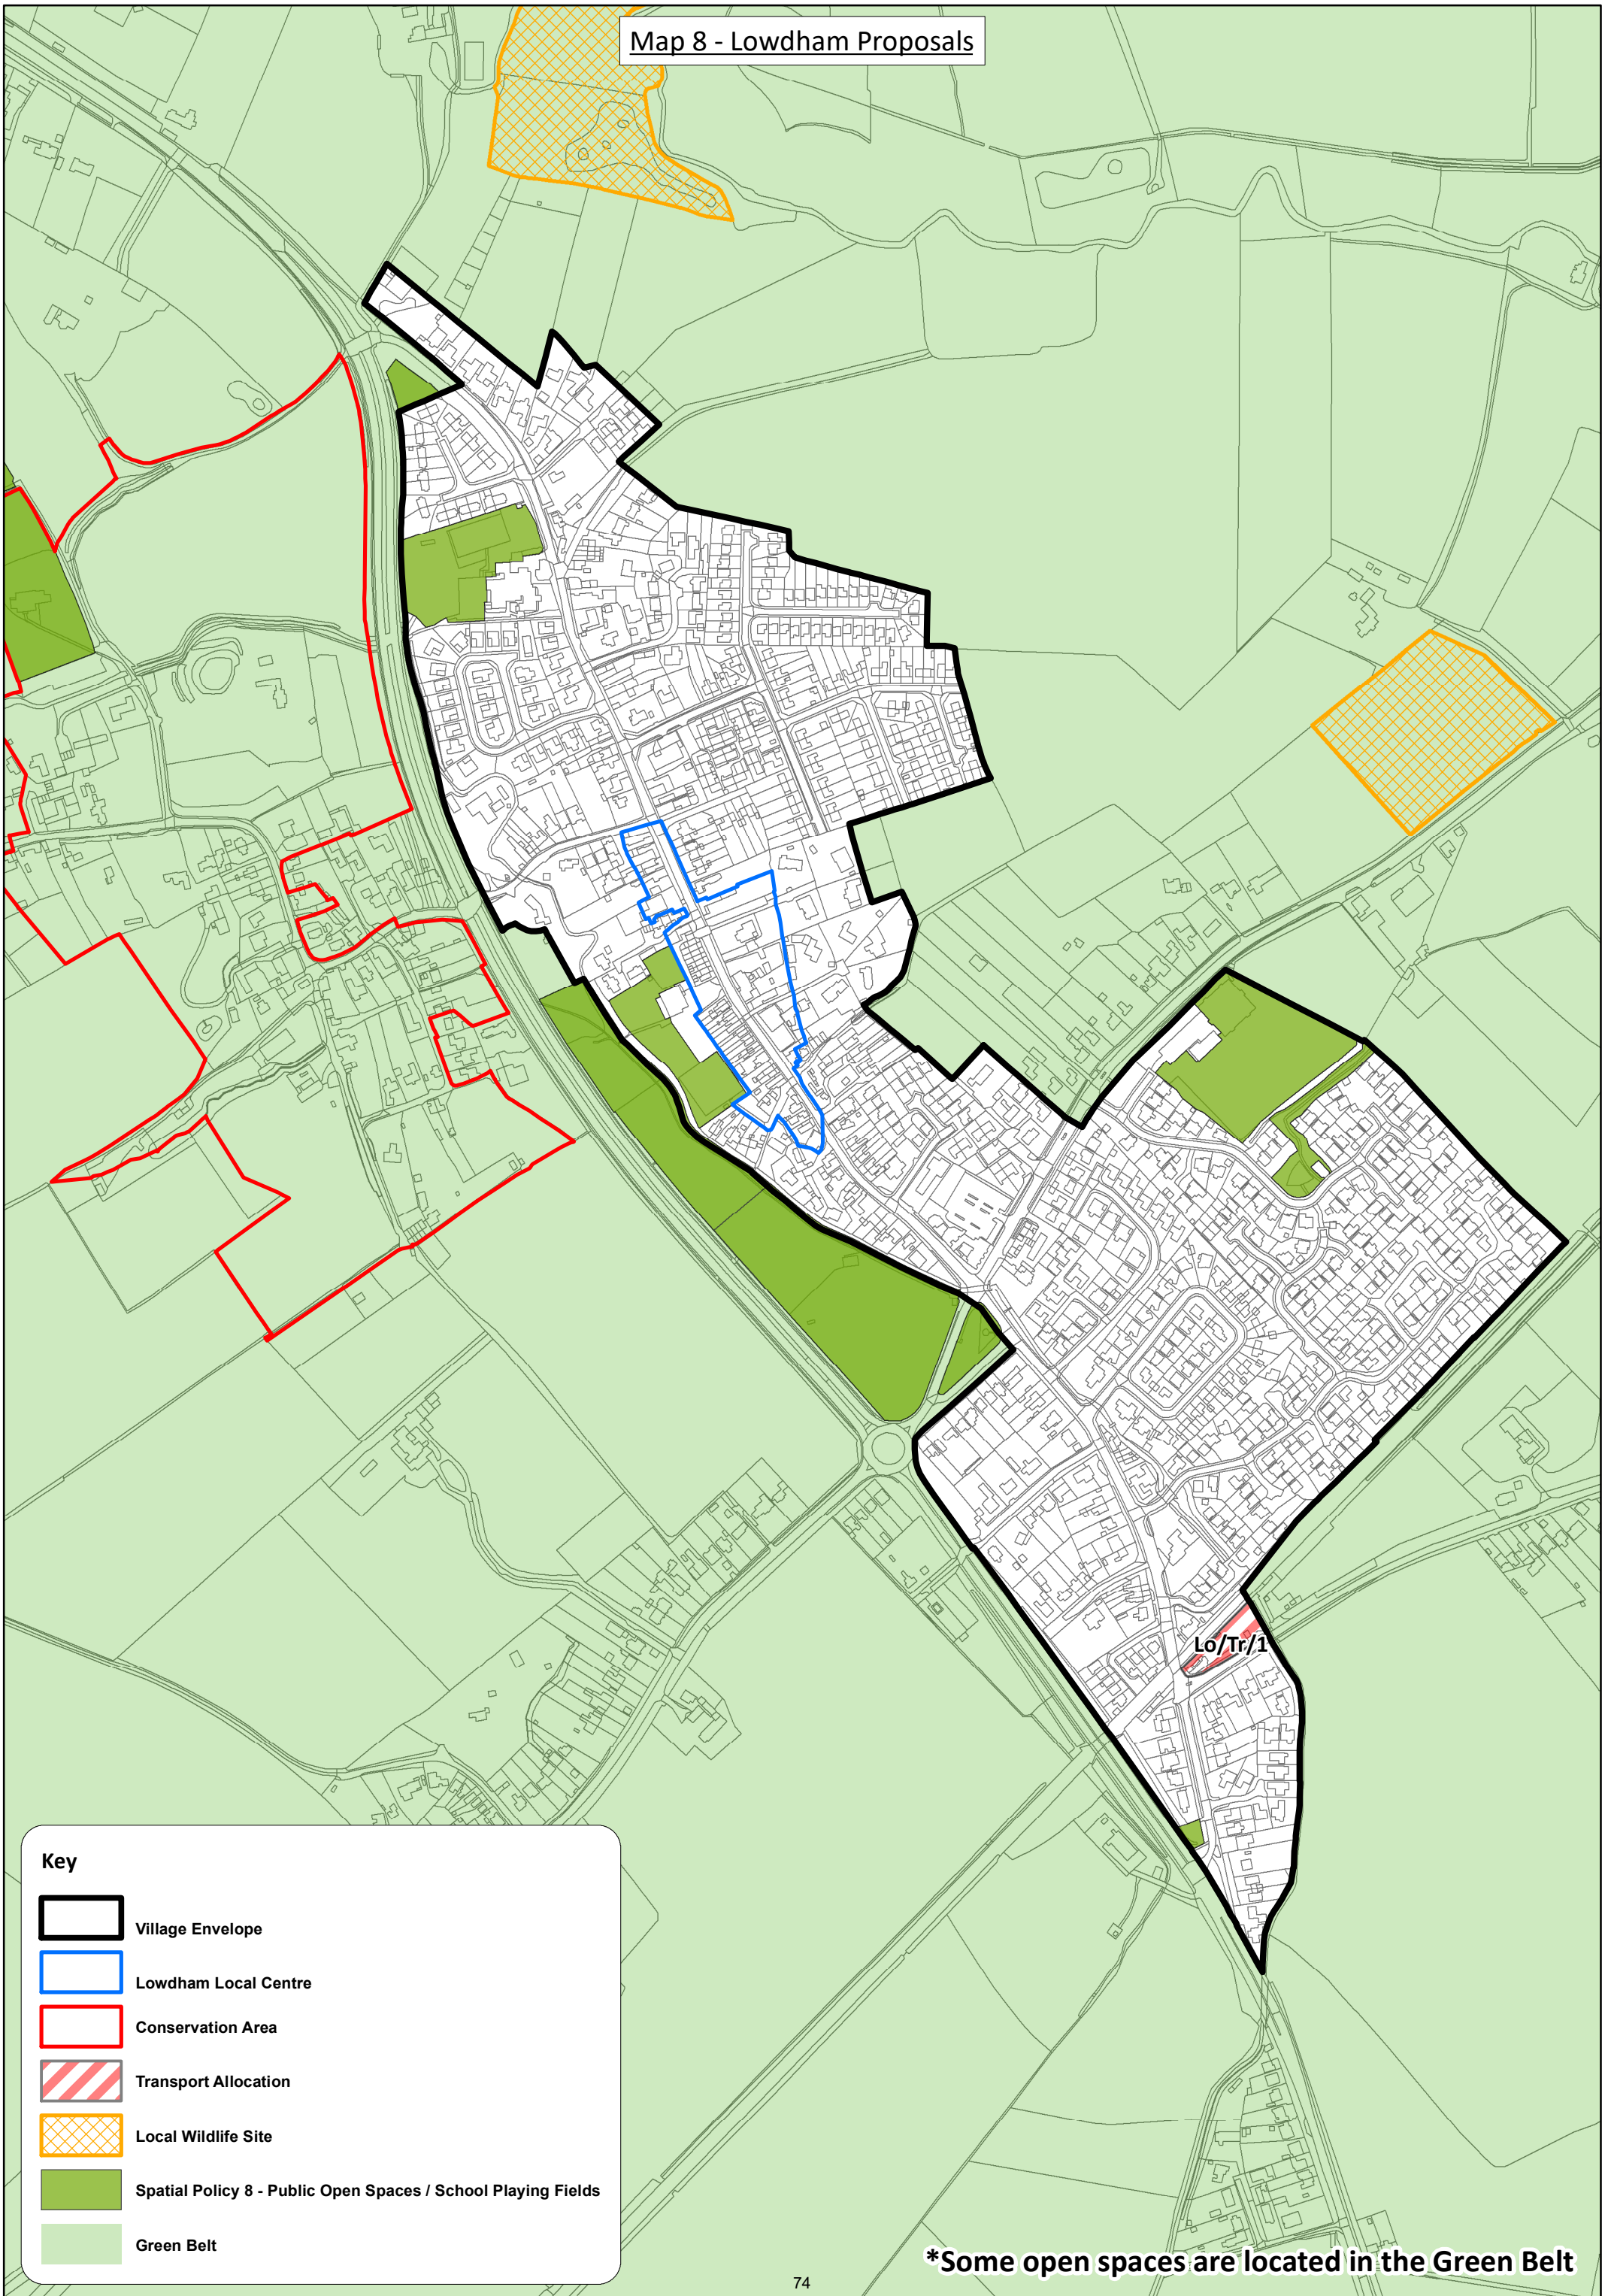 Map 8 - Lowdham Proposals
Lo/Tr/1
Key
Village Envelope
Lowdham Local Centre
Conservation Area
Transport Allocation
Local Wildlife Site
Spatial Policy 8 - Public Open Spaces / School Playing Fields
Green Belt
*Some open spaces are located in the Green Belt
74